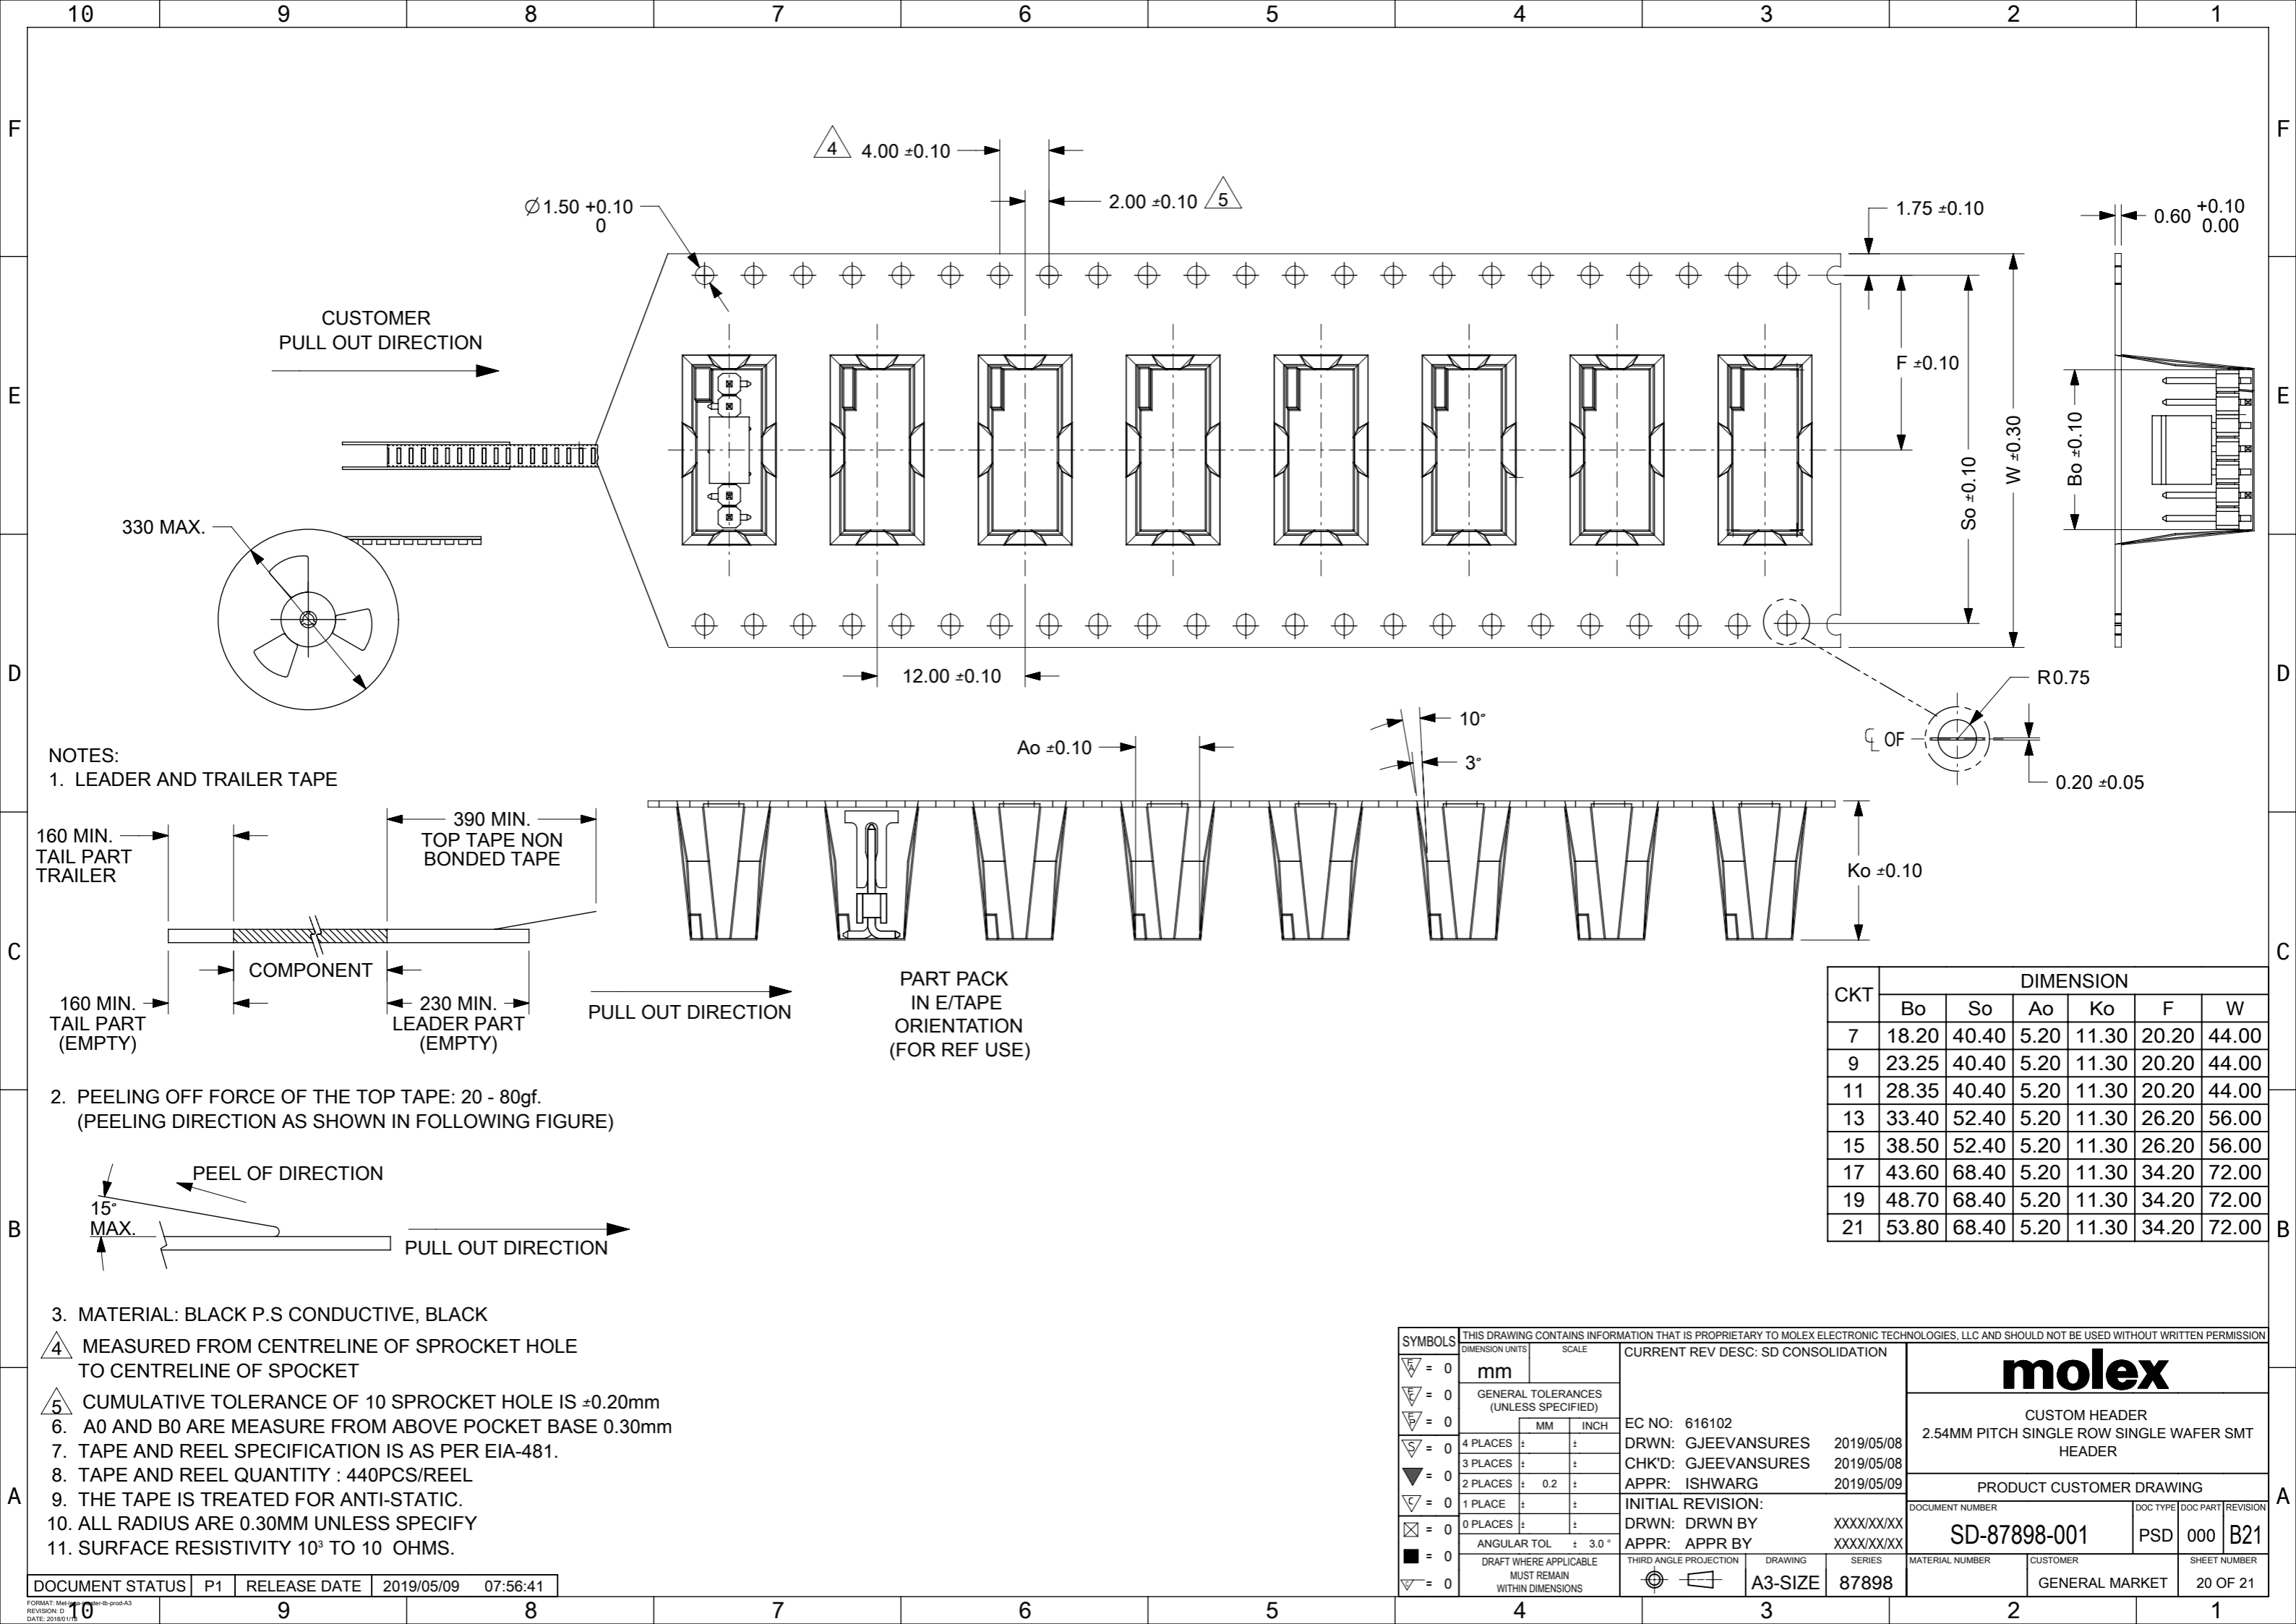 10 9 8 7 6 5 4 3 2 1
F
E
D
C
B
A
F
E
D
C
B
A
4 4.00 ±0.10
2.00 ±0.10 5
Ø1.50 +0.10
0
1.75 ±0.10
0.60 +0.10
0.00
CUSTOMER
PULL OUT DIRECTION
F ±0.10
So ±0.10
W ±0.30
Bo ±0.10
330 MAX.
12.00 ±0.10
R0.75
℄ OF
0.20 ±0.05
Ao ±0.10
10°
3°
Ko ±0.10
NOTES:
1. LEADER AND TRAILER TAPE
160 MIN.
TAIL PART
TRAILER
390 MIN.
TOP TAPE NON
BONDED TAPE
COMPONENT
160 MIN.
TAIL PART
(EMPTY)
230 MIN.
LEADER PART
(EMPTY)
PULL OUT DIRECTION
PART PACK
IN E/TAPE
ORIENTATION
(FOR REF USE)
CKT DIMENSION
Bo So Ao Ko F W
7 18.20 40.40 5.20 11.30 20.20 44.00
9 23.25 40.40 5.20 11.30 20.20 44.00
11 28.35 40.40 5.20 11.30 20.20 44.00
13 33.40 52.40 5.20 11.30 26.20 56.00
15 38.50 52.40 5.20 11.30 26.20 56.00
17 43.60 68.40 5.20 11.30 34.20 72.00
19 48.70 68.40 5.20 11.30 34.20 72.00
21 53.80 68.40 5.20 11.30 34.20 72.00
2. PEELING OFF FORCE OF THE TOP TAPE: 20 - 80gf.
(PEELING DIRECTION AS SHOWN IN FOLLOWING FIGURE)
PEEL OF DIRECTION
15°
MAX.
PULL OUT DIRECTION
3. MATERIAL: BLACK P.S CONDUCTIVE, BLACK
4 MEASURED FROM CENTRELINE OF SPROCKET HOLE
TO CENTRELINE OF SPOCKET
5 CUMULATIVE TOLERANCE OF 10 SPROCKET HOLE IS ±0.20mm
6. A0 AND B0 ARE MEASURE FROM ABOVE POCKET BASE 0.30mm
7. TAPE AND REEL SPECIFICATION IS AS PER EIA-481.
8. TAPE AND REEL QUANTITY : 440PCS/REEL
9. THE TAPE IS TREATED FOR ANTI-STATIC.
10. ALL RADIUS ARE 0.30MM UNLESS SPECIFY
11. SURFACE RESISTIVITY 10³ TO 10 OHMS.
DOCUMENT STATUS P1 RELEASE DATE 2019/05/09 07:56:41
REVISION: D
SYMBOLS
= 0
= 0
= 0
= 0
= 0
= 0
= 0
= 0
= 0
THIS DRAWING CONTAINS INFORMATION THAT IS PROPRIETARY TO MOLEX ELECTRONIC TECHNOLOGIES, LLC AND SHOULD NOT BE USED WITHOUT WRITTEN PERMISSION
DIMENSION UNITS SCALE
mm
GENERAL TOLERANCES
(UNLESS SPECIFIED)
MM INCH
4 PLACES ± ±
3 PLACES ± ±
2 PLACES ± 0.2 ±
1 PLACE ± ±
0 PLACES ± ±
ANGULAR TOL ± 3.0 °
DRAFT WHERE APPLICABLE
MUST REMAIN
WITHIN DIMENSIONS
CURRENT REV DESC: SD CONSOLIDATION
EC NO: 616102
DRWN: GJEEVANSURES 2019/05/08
CHK'D: GJEEVANSURES 2019/05/08
APPR: ISHWARG 2019/05/09
INITIAL REVISION:
DRWN: DRWN BY XXXX/XX/XX
APPR: APPR BY XXXX/XX/XX
THIRD ANGLE PROJECTION DRAWING SERIES
A3-SIZE 87898
molex
CUSTOM HEADER
2.54MM PITCH SINGLE ROW SINGLE WAFER SMT
HEADER
PRODUCT CUSTOMER DRAWING
DOCUMENT NUMBER DOC TYPE DOC PART REVISION
SD-87898-001 PSD 000 B21
MATERIAL NUMBER CUSTOMER SHEET NUMBER
GENERAL MARKET 20 OF 21
10 9 8 7 6 5 4 3 2 1